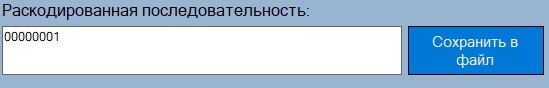 Раскодированная последовательность:
00000001
Сохранить в
файл